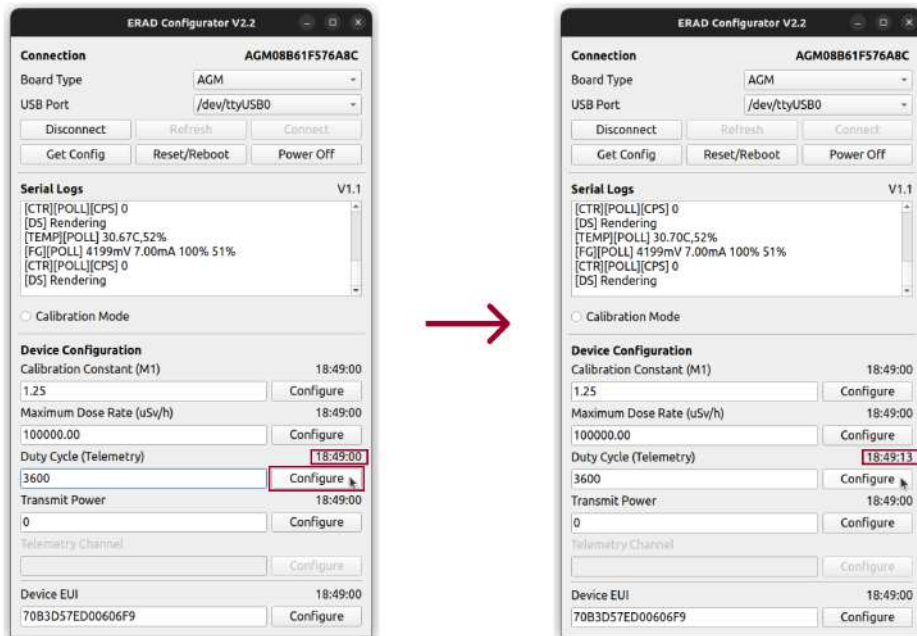 ERAD Configurator V2.2
Connection AGM08B61F576A8C
Board Type AGM
USB Port /dev/ttyUSB0
Disconnect Refresh Connect
Get Config Reset/Reboot Power Off
Serial Logs V1.1
[CTR][POLL][CPS] 0
[DS] Rendering
[TEMP][POLL] 30.67C,52%
[FG][POLL] 4199mV 7.00mA 100% 51%
[CTR][POLL][CPS] 0
[DS] Rendering
Calibration Mode
Device Configuration
Calibration Constant (M1) 18:49:00
1.25 Configure
Maximum Dose Rate (uSv/h) 18:49:00
100000.00 Configure
Duty Cycle (Telemetry) 18:49:00
3600 Configure
Transmit Power 18:49:00
0 Configure
Telemetry Channel
Configure
Device EUI 18:49:00
70B3D57ED00606F9 Configure
ERAD Configurator V2.2
Connection AGM08B61F576A8C
Board Type AGM
USB Port /dev/ttyUSB0
Disconnect Refresh Connect
Get Config Reset/Reboot Power Off
Serial Logs V1.1
[CTR][POLL][CPS] 0
[DS] Rendering
[TEMP][POLL] 30.70C,52%
[FG][POLL] 4199mV 7.00mA 100% 51%
[CTR][POLL][CPS] 0
[DS] Rendering
Calibration Mode
Device Configuration
Calibration Constant (M1) 18:49:00
1.25 Configure
Maximum Dose Rate (uSv/h) 18:49:00
100000.00 Configure
Duty Cycle (Telemetry) 18:49:13
3600 Configure
Transmit Power 18:49:00
0 Configure
Telemetry Channel
Configure
Device EUI 18:49:00
70B3D57ED00606F9 Configure